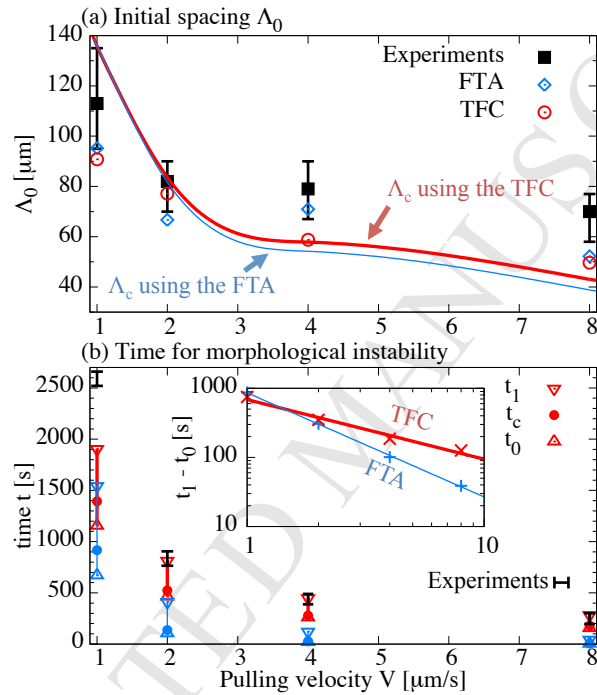 (a) Initial spacing Λ0
140
120
100
80
60
40
Λ0 [μm]
Experiments
FTA
TFC
Λc using the TFC
Λc using the FTA
1 2 3 4 5 6 7 8
(b) Time for morphological instability
2500
2000
1500
1000
500
0
time t [s]
1000
100
10
t1 - t0 [s]
TFC
FTA
1 10
t1
tc
t0
Experiments
1 2 3 4 5 6 7 8
Pulling velocity V [μm/s]
TED MANUSC